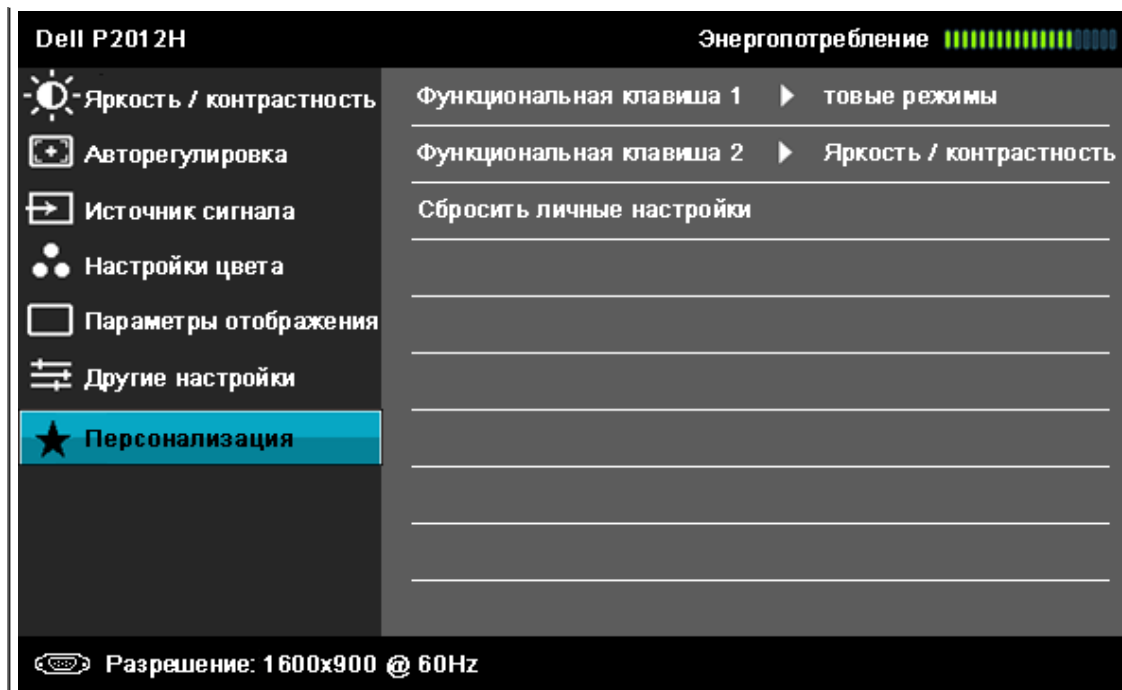 Dell P2012H
Энергопотребление
Яркость / контрастность
Авторегулировка
Источник сигнала
Настройки цвета
Параметры отображения
Другие настройки
Персонализация
Функциональная клавиша 1 товые режимы
Функциональная клавиша 2 Яркость / контрастность
Сбросить личные настройки
Разрешение: 1600x900 @ 60Hz